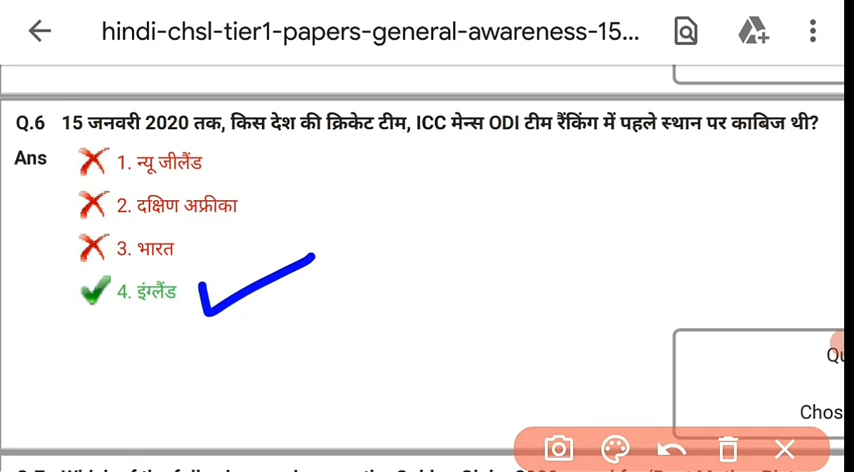 hindi-chsl-tier1-papers-general-awareness-15...
Q.6 15 जनवरी 2020 तक, किस देश की क्रिकेट टीम, ICC मेन्स ODI टीम रैंकिंग में पहले स्थान पर काबिज थी?
Ans 1. न्यू जीलैंड
2. दक्षिण अफ्रीका
3. भारत
4. इंग्लैंड
Chos